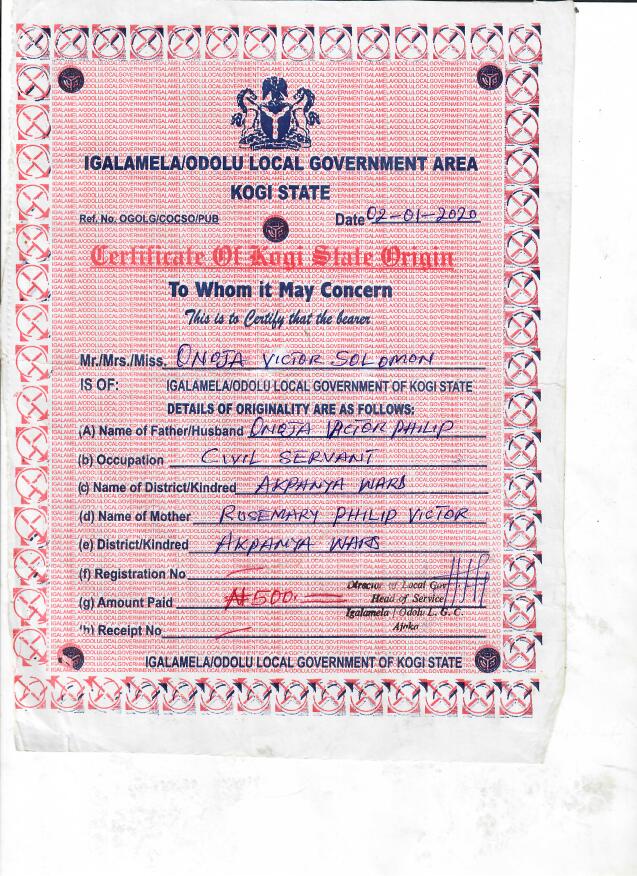 IGALAMELA/ODOLU LOCAL GOVERNMENT AREA
KOGI STATE
Ref. No. OGOLG/COCSO/PUB Date 02-01-2020
Certificate Of Kogi State Origin
To Whom it May Concern
This is to Certify that the bearer
Mr./Mrs./Miss. ONOJA VICTOR SOLOMON
IS OF: IGALAMELA/ODOLU LOCAL GOVERNMENT OF KOGI STATE
DETAILS OF ORIGINALITY ARE AS FOLLOWS:
(A) Name of Father/Husband ONOJA VICTOR PHILIP
(b) Occupation CIVIL SERVANT
(c) Name of District/Kindred AKPANYA WARD
(d) Name of Mother ROSEMARY PHILIP VICTOR
(e) District/Kindred AKPANYA WARD
(f) Registration No —
Director of Local Gov
(g) Amount Paid ₦500. =
Head of Service
Igalamela / Odolu L. G. C.
Ajaka
(h) Receipt No —
IGALAMELA/ODOLU LOCAL GOVERNMENT OF KOGI STATE